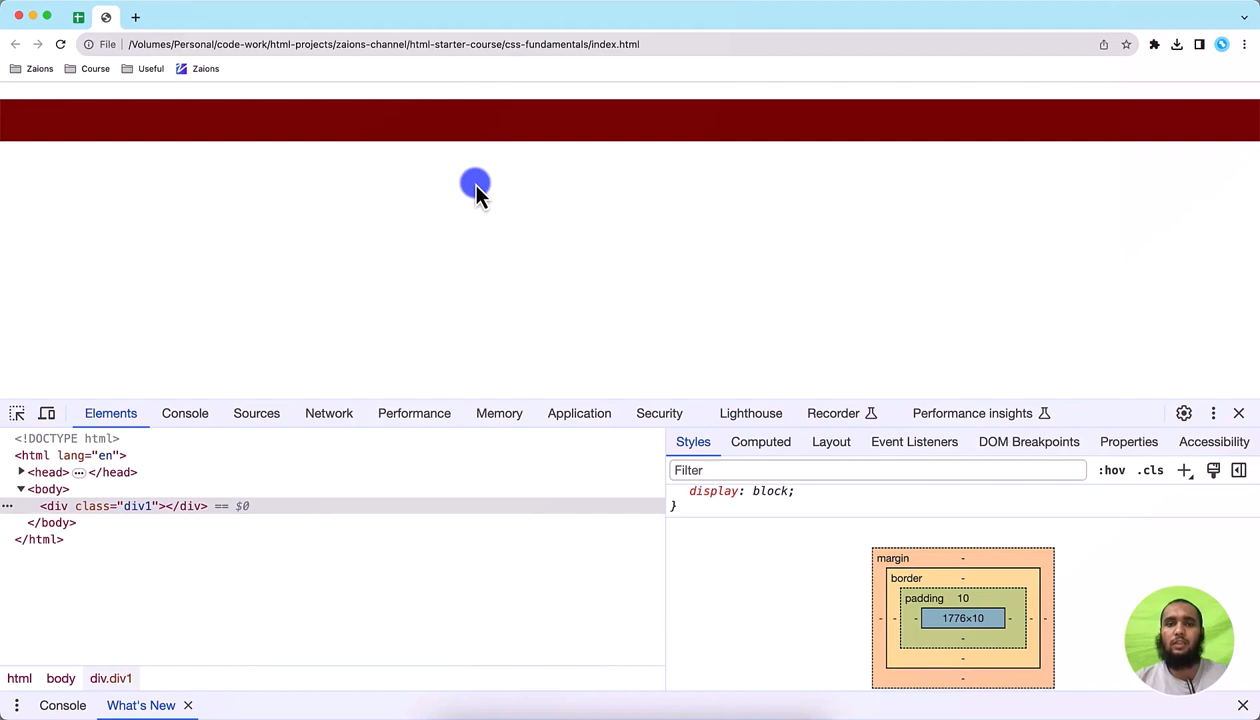 File /Volumes/Personal/code-work/html-projects/zaions-channel/html-starter-course/css-fundamentals/index.html
Zaions Course Useful Zaions
Elements Console Sources Network Performance Memory Application Security Lighthouse Recorder Performance insights
<!DOCTYPE html>
<html lang="en">
<head> ... </head>
<body>
... <div class="div1"></div> == $0
</body>
</html>
html body div.div1
Styles Computed Layout Event Listeners DOM Breakpoints Properties Accessibility
Filter :hov .cls
display: block;
}
margin -
border -
padding 10
- - - 1776×10 - - -
-
-
-
Console What's New